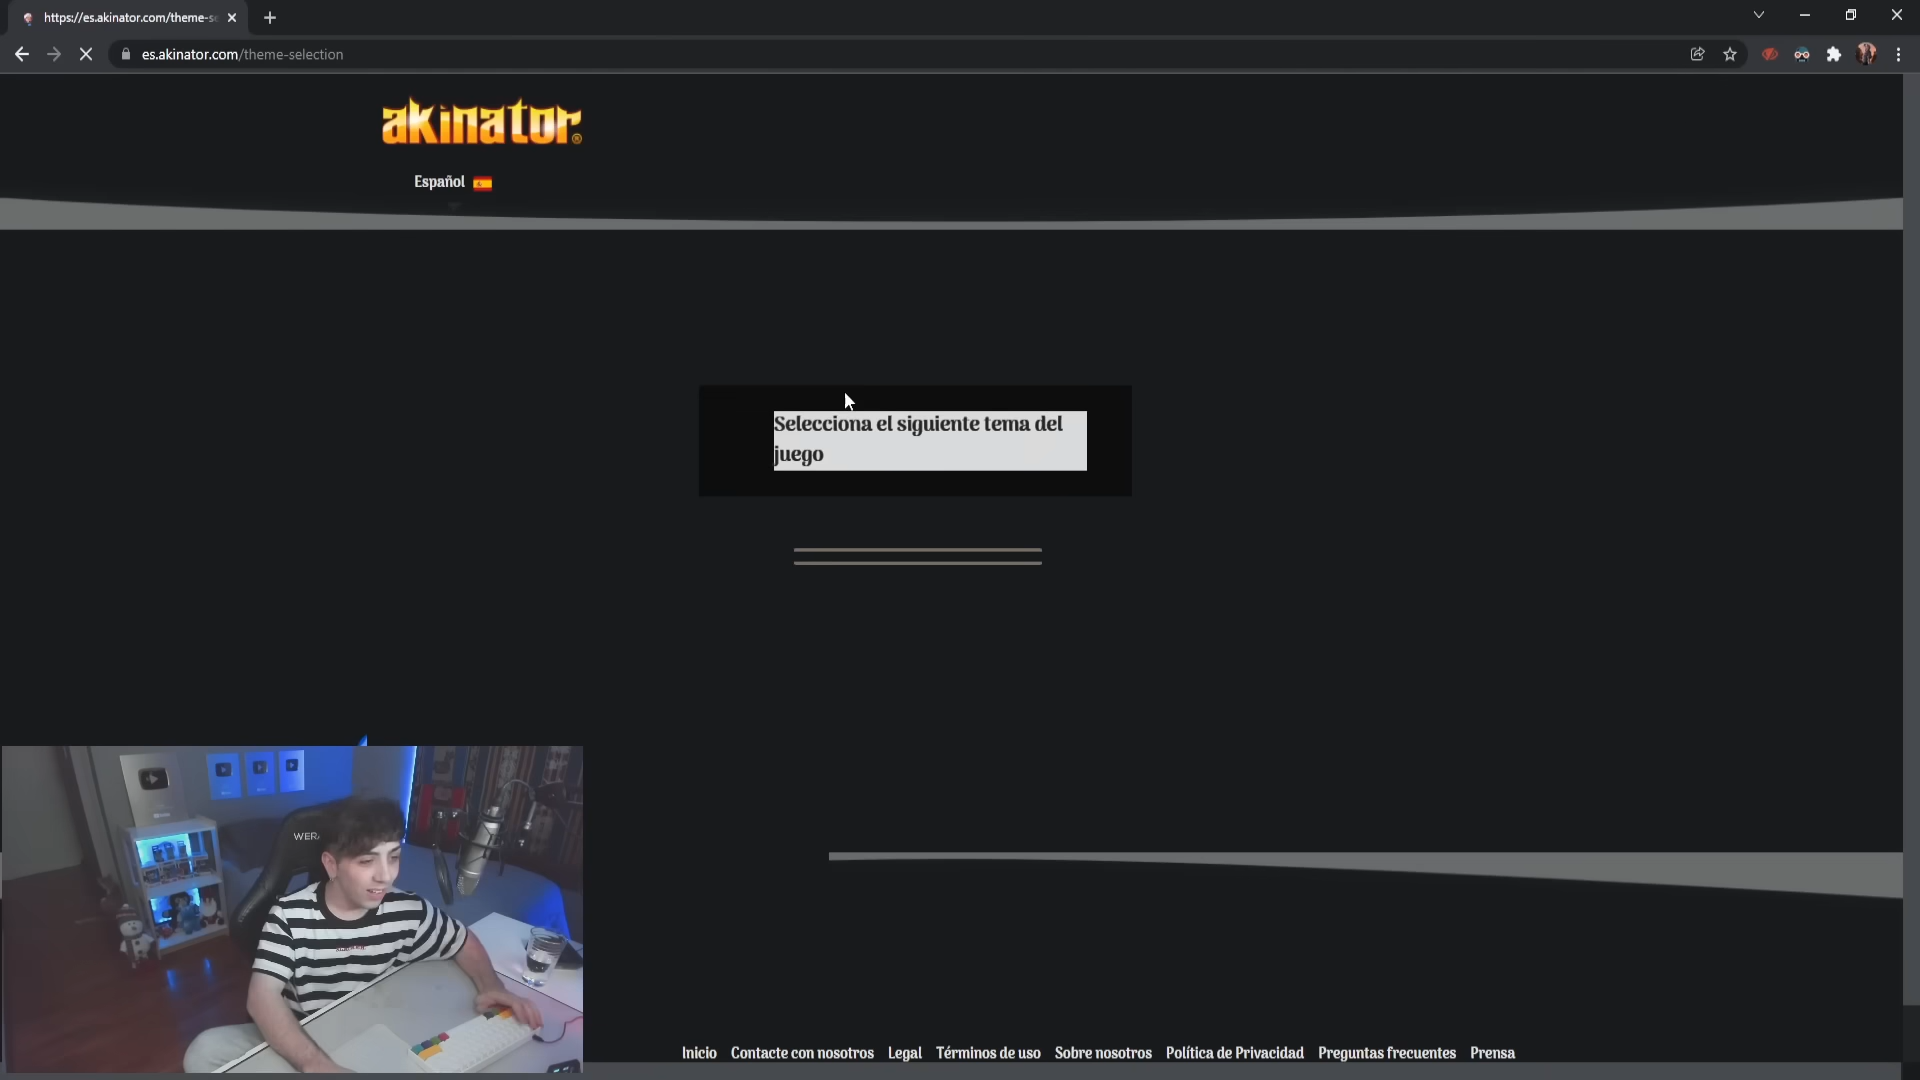 https://es.akinator.com/theme-s
es.akinator.com/theme-selection
akinator®
Español
Selecciona el siguiente tema del
juego
WER
Inicio Contacte con nosotros Legal Términos de uso Sobre nosotros Política de Privacidad Preguntas frecuentes Prensa